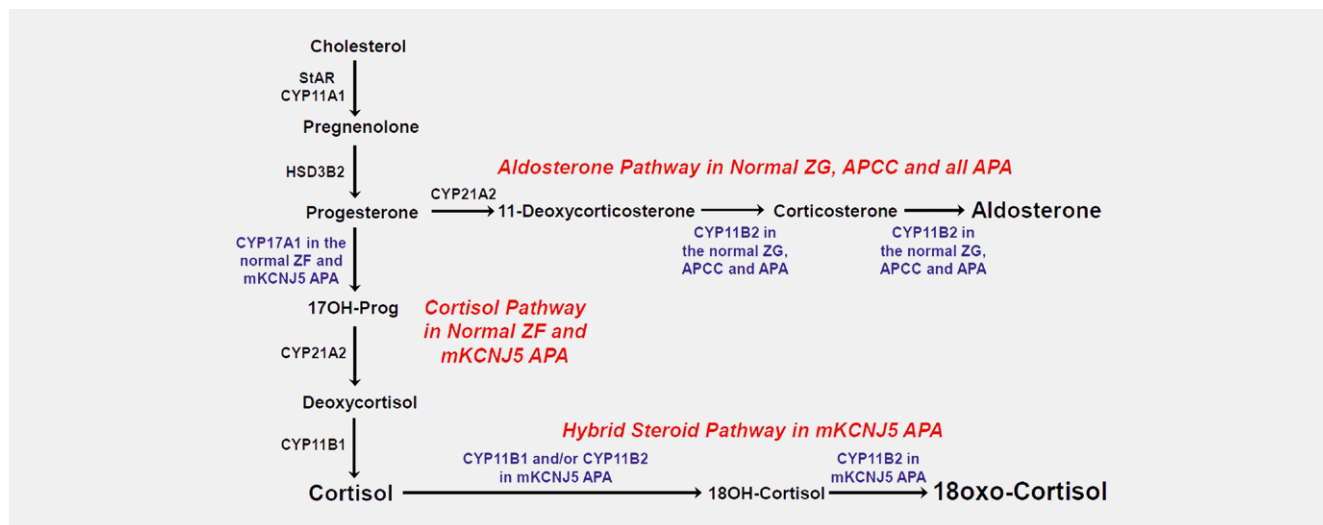 Cholesterol
StAR
CYP11A1
Pregnenolone
HSD3B2
Aldosterone Pathway in Normal ZG, APCC and all APA
CYP21A2
Progesterone
11-Deoxycorticosterone
Corticosterone
Aldosterone
CYP17A1 in the
normal ZF and
mKCNJ5 APA
CYP11B2 in
the normal ZG,
APCC and APA
CYP11B2 in
the normal ZG,
APCC and APA
17OH-Prog
Cortisol Pathway
in Normal ZF and
mKCNJ5 APA
CYP21A2
Deoxycortisol
CYP11B1
Hybrid Steroid Pathway in mKCNJ5 APA
CYP11B1 and/or CYP11B2
in mKCNJ5 APA
CYP11B2 in
mKCNJ5 APA
Cortisol
18OH-Cortisol
18oxo-Cortisol